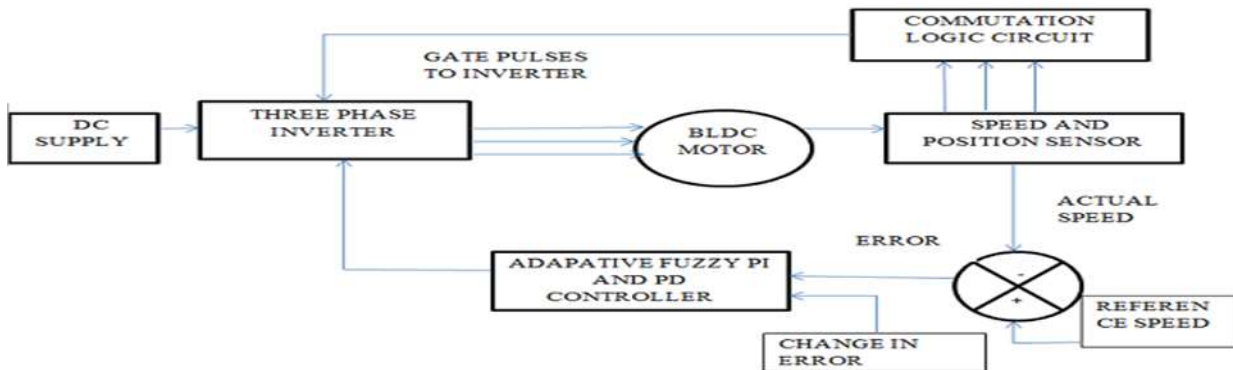 COMMUTATION
LOGIC CIRCUIT
GATE PULSES
TO INVERTER
DC
SUPPLY
THREE PHASE
INVERTER
BLDC
MOTOR
SPEED AND
POSITION SENSOR
ACTUAL
SPEED
ERROR
ADAPATIVE FUZZY PI
AND PD
CONTROLLER
-
+
REFEREN
CE SPEED
CHANGE IN
ERROR